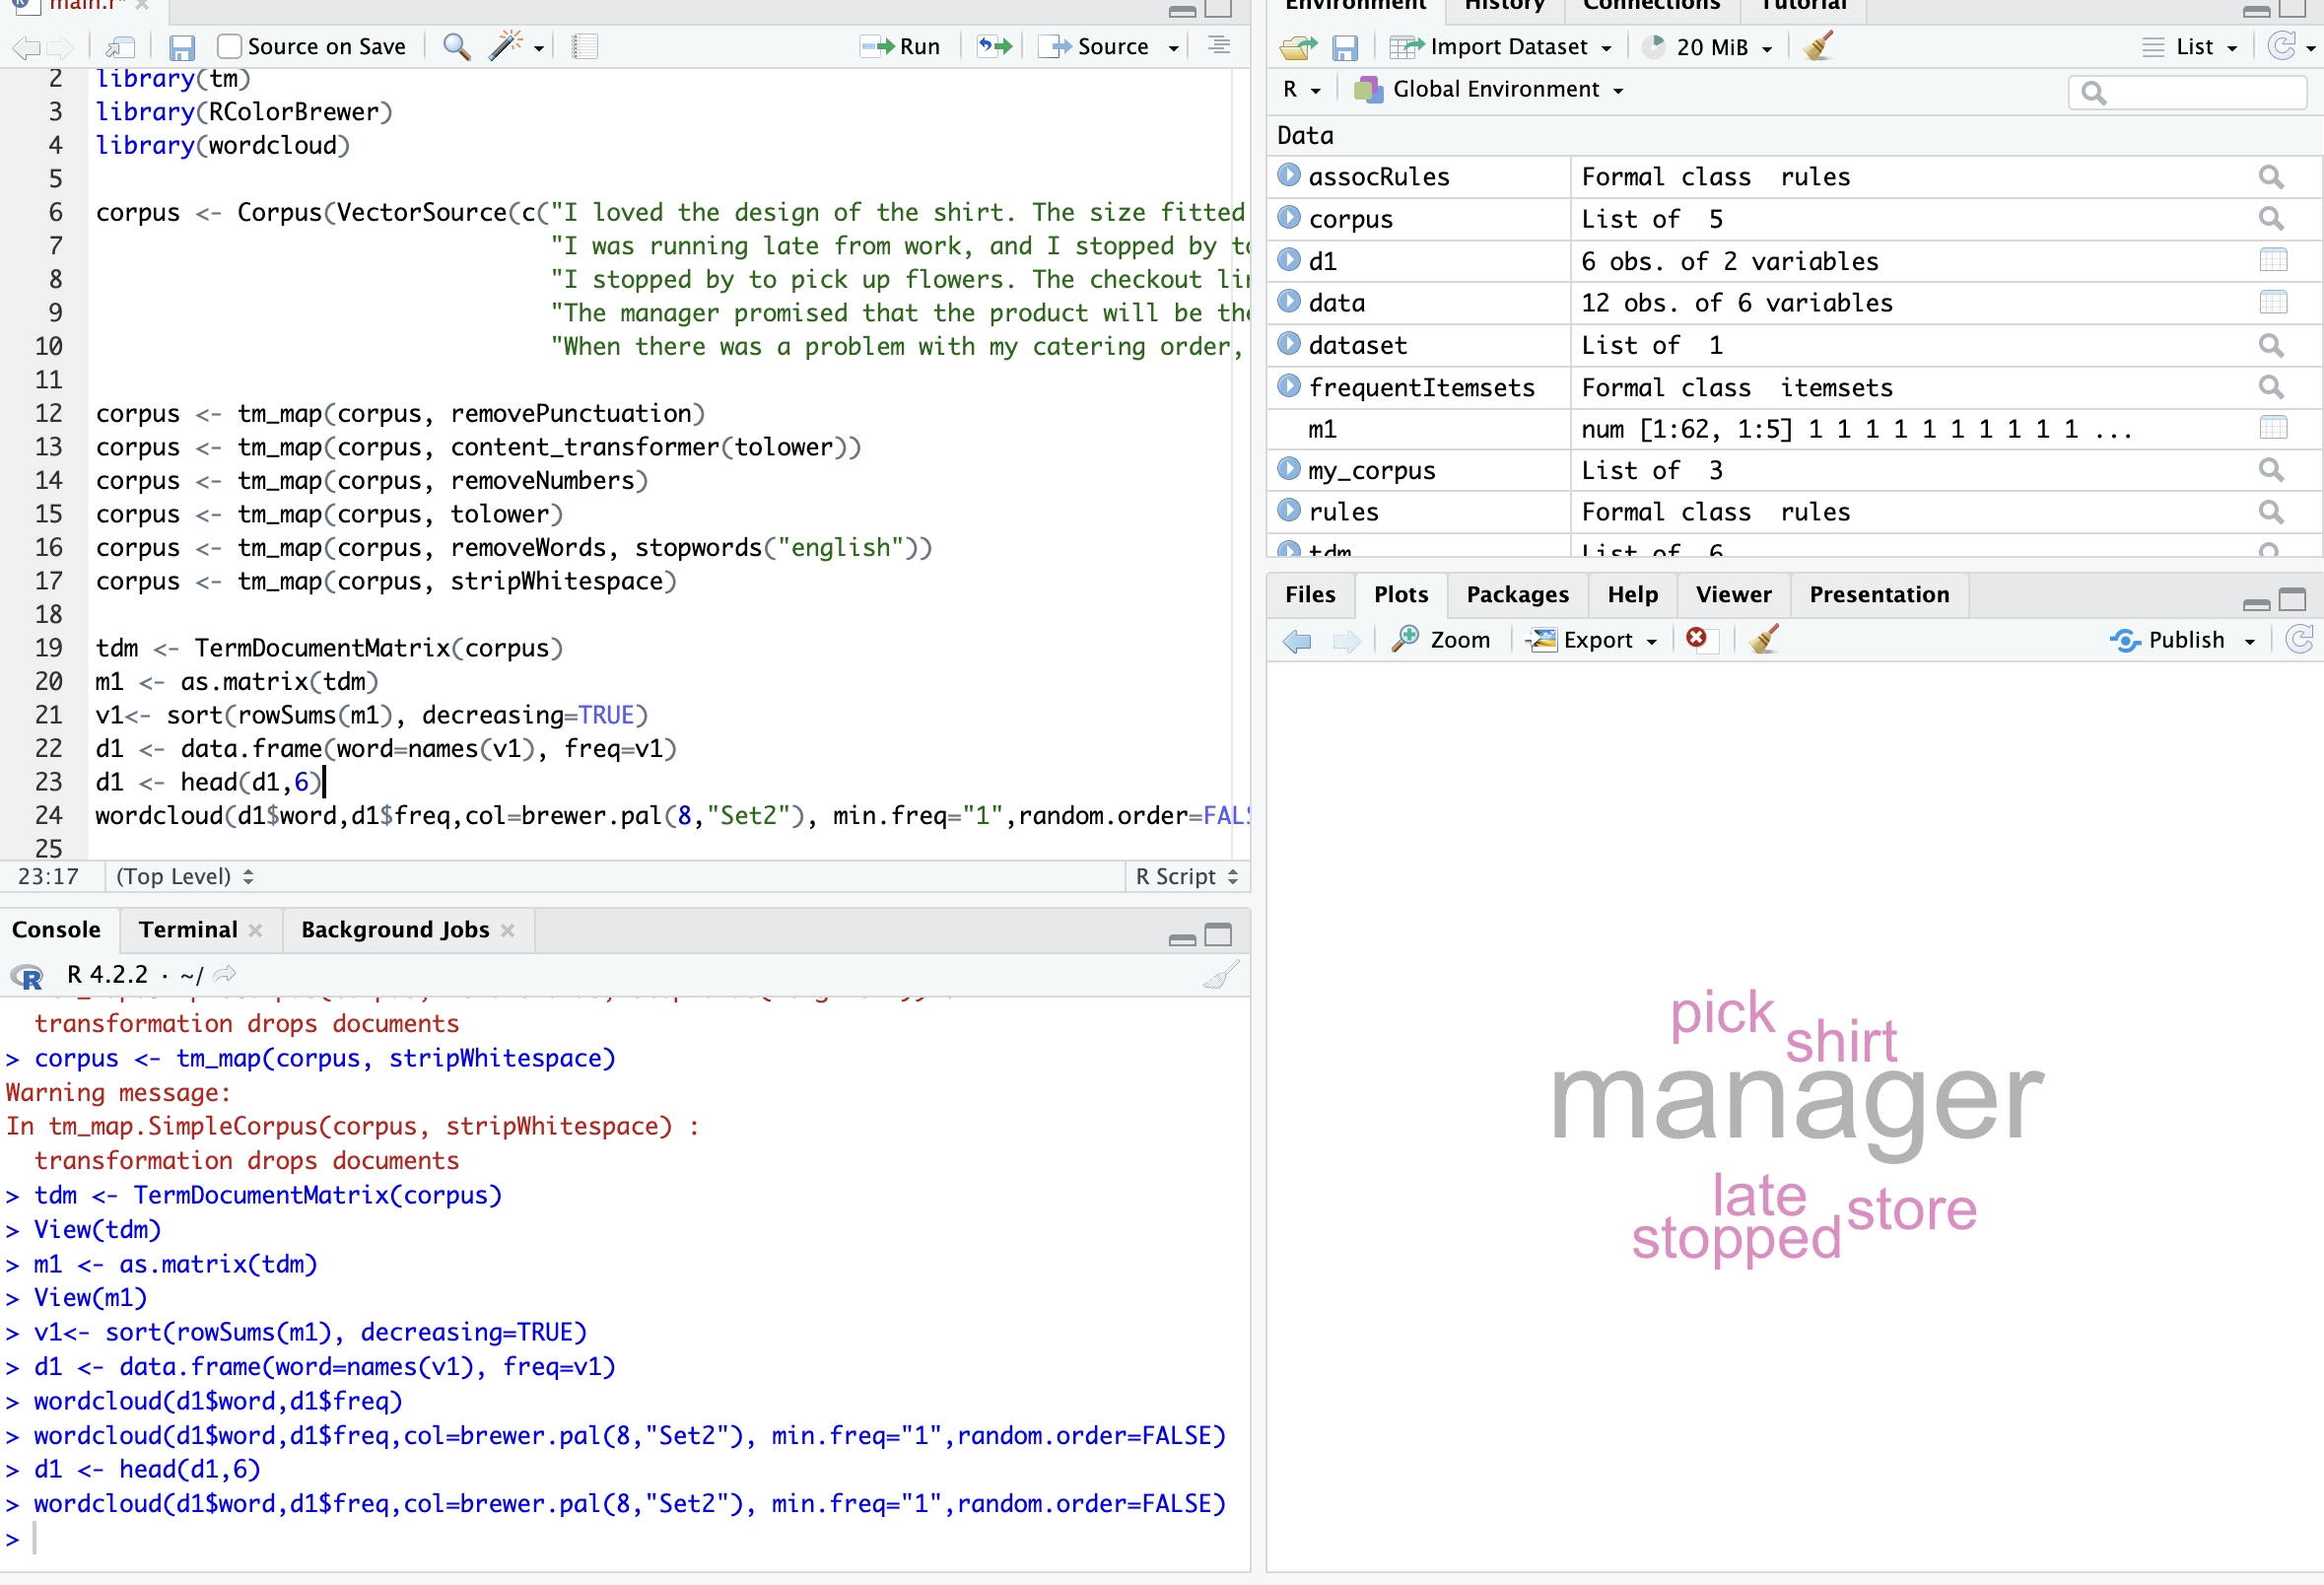 main.r*
Source on Save
Run
Source
2 library(tm)
3 library(RColorBrewer)
4 library(wordcloud)
5
6 corpus <- Corpus(VectorSource(c("I loved the design of the shirt. The size fitted
7 "I was running late from work, and I stopped by to
8 "I stopped by to pick up flowers. The checkout
9 "The manager promised that the product will be
10 "When there was a problem with my catering order,
11
12 corpus <- tm_map(corpus, removePunctuation)
13 corpus <- tm_map(corpus, content_transformer(tolower))
14 corpus <- tm_map(corpus, removeNumbers)
15 corpus <- tm_map(corpus, tolower)
16 corpus <- tm_map(corpus, removeWords, stopwords("english"))
17 corpus <- tm_map(corpus, stripWhitespace)
18
19 tdm <- TermDocumentMatrix(corpus)
20 m1 <- as.matrix(tdm)
21 v1<- sort(rowSums(m1), decreasing=TRUE)
22 d1 <- data.frame(word=names(v1), freq=v1)
23 d1 <- head(d1,6)
24 wordcloud(d1$word,d1$freq,col=brewer.pal(8,"Set2"), min.freq="1",random.order=FALS
25
23:17 (Top Level) R Script
Console Terminal Background Jobs
R 4.2.2 · ~/
transformation drops documents
> corpus <- tm_map(corpus, stripWhitespace)
Warning message:
In tm_map.SimpleCorpus(corpus, stripWhitespace) :
transformation drops documents
> tdm <- TermDocumentMatrix(corpus)
> View(tdm)
> m1 <- as.matrix(tdm)
> View(m1)
> v1<- sort(rowSums(m1), decreasing=TRUE)
> d1 <- data.frame(word=names(v1), freq=v1)
> wordcloud(d1$word,d1$freq)
> wordcloud(d1$word,d1$freq,col=brewer.pal(8,"Set2"), min.freq="1",random.order=FALSE)
> d1 <- head(d1,6)
> wordcloud(d1$word,d1$freq,col=brewer.pal(8,"Set2"), min.freq="1",random.order=FALSE)
>
Environment History Connections Tutorial
Import Dataset 20 MiB List
R Global Environment
Data
assocRules Formal class rules
corpus List of 5
d1 6 obs. of 2 variables
data 12 obs. of 6 variables
dataset List of 1
frequentItemsets Formal class itemsets
m1 num [1:62, 1:5] 1 1 1 1 1 1 1 1 1 1 ...
my_corpus List of 3
rules Formal class rules
tdm List of 6
Files Plots Packages Help Viewer Presentation
Zoom Export Publish
pick
shirt
manager
late
store
stopped